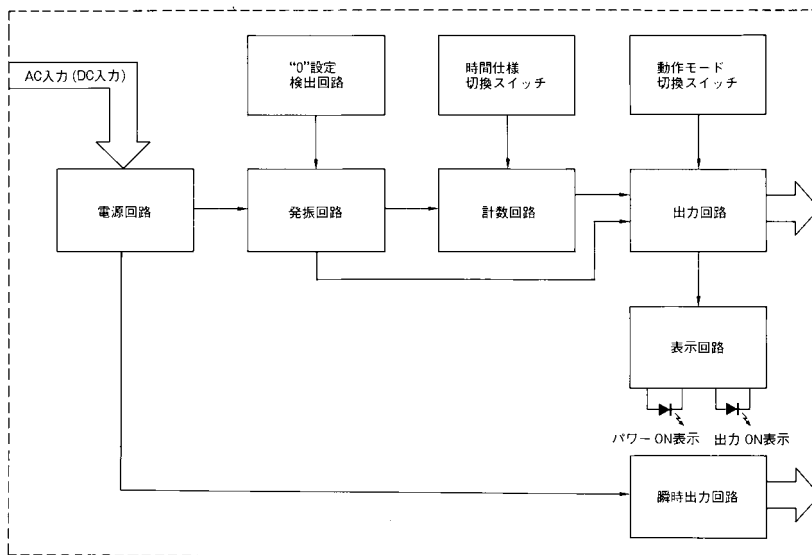 AC入力(DC入力)
“0”設定
検出回路
時間仕様
切換スイッチ
動作モード
切換スイッチ
電源回路
発振回路
計数回路
出力回路
表示回路
パワーON表示
出力ON表示
瞬時出力回路